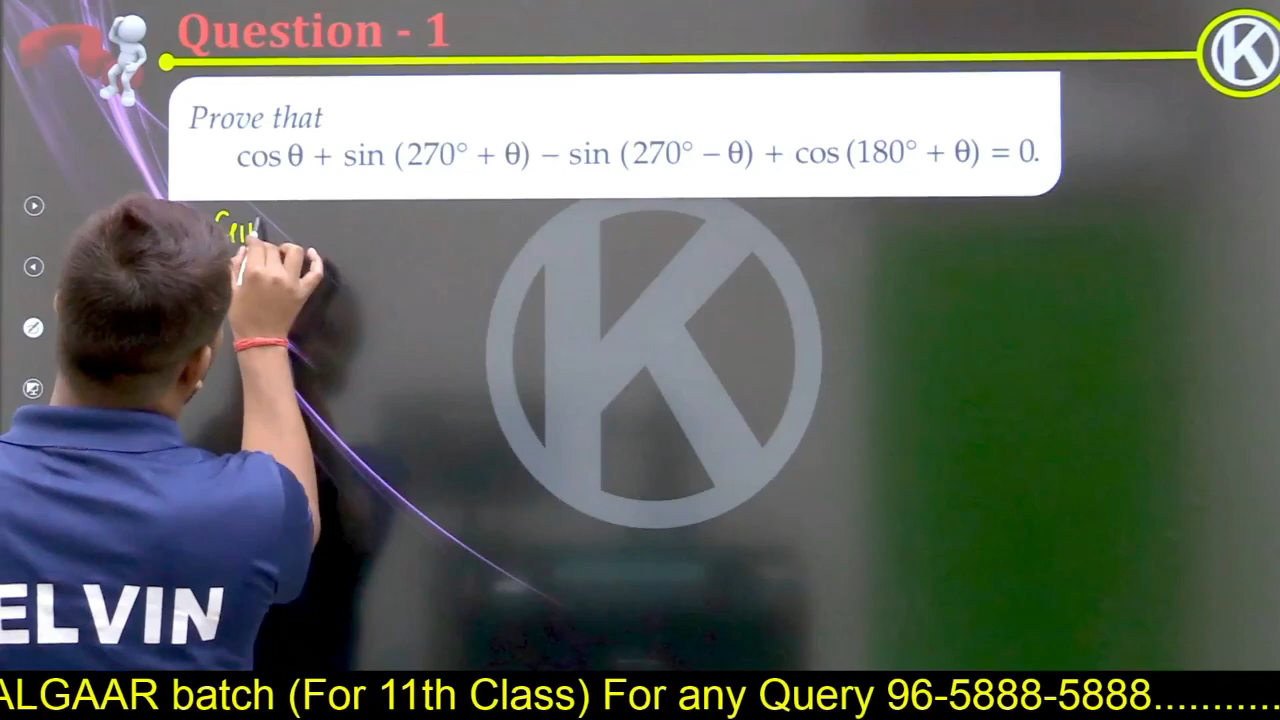 Question - 1
Prove that
cos θ + sin (270° + θ) − sin (270° − θ) + cos (180° + θ) = 0.
K
K
ELVIN
ALGAAR batch (For 11th Class) For any Query 96-5888-5888...........